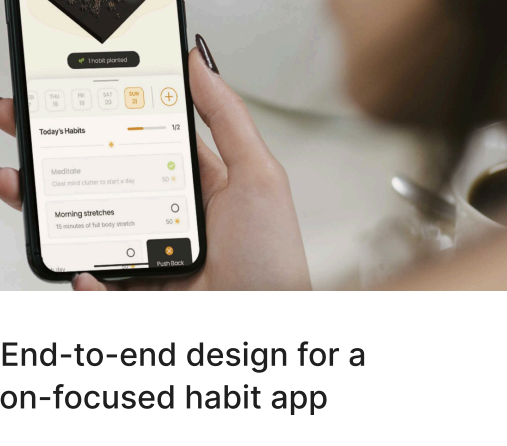 1 habit planted
THU FRI SAT SUN
18 19 20 21
Today's Habits 1/2
Meditate
Clear mind clutter to start a day 50
Morning stretches
15 minutes of full body stretch 50
day
Push Back
End-to-end design for a
on-focused habit app